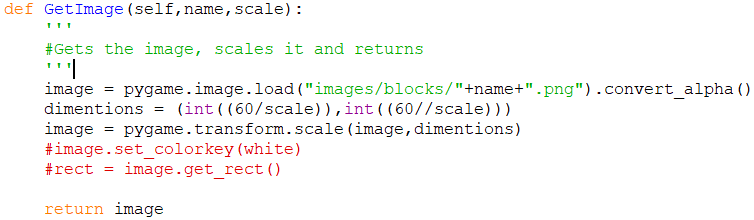 def GetImage(self,name,scale):
    '''
    #Gets the image, scales it and returns
    '''
    image = pygame.image.load("images/blocks/"+name+".png").convert_alpha()
    dimentions = (int((60/scale)),int((60//scale)))
    image = pygame.transform.scale(image,dimentions)
    #image.set_colorkey(white)
    #rect = image.get_rect()

    return image